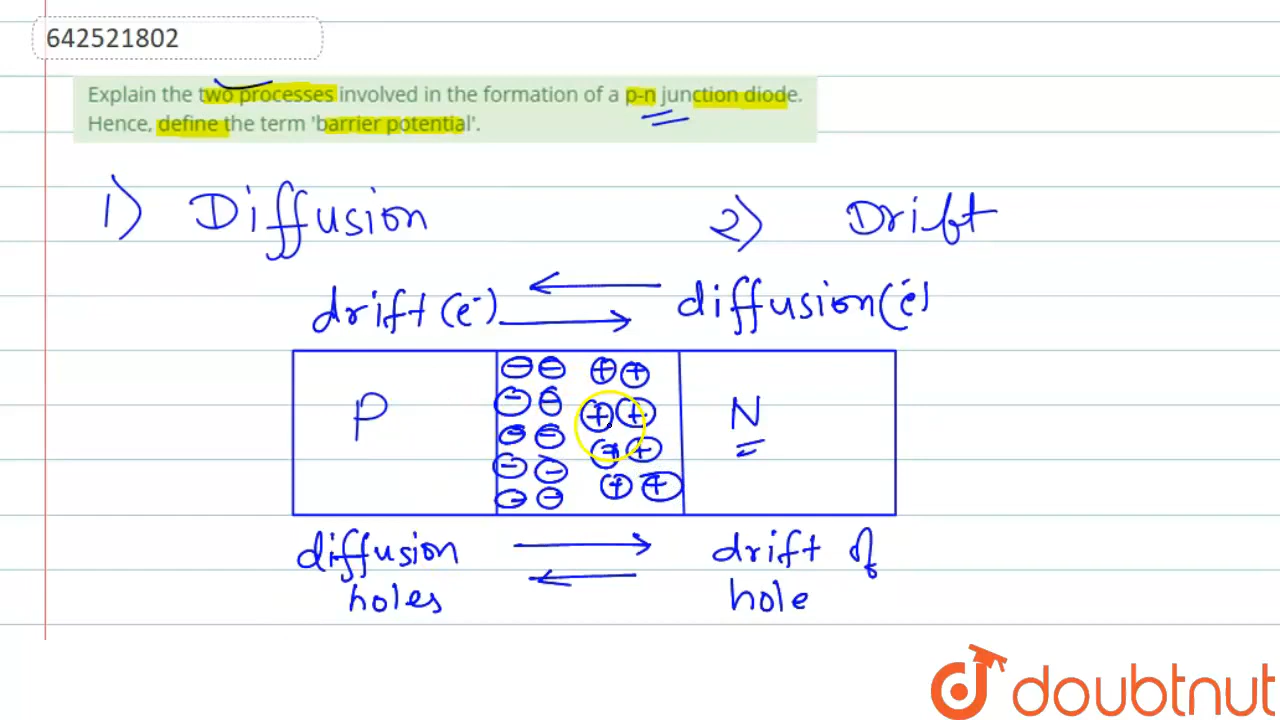 642521802
Explain the two processes involved in the formation of a p-n junction diode.
Hence, define the term 'barrier potential'.
1) Diffusion 2) Drift
drift (e⁻) diffusion (e⁻)
P N
⊖ ⊖ ⊕ ⊕
⊖ ⊖ ⊕ ⊕
⊖ ⊖ ⊕ ⊕
⊖ ⊖ ⊕ ⊕
⊖ ⊖
diffusion drift of
holes hole
doubtnut